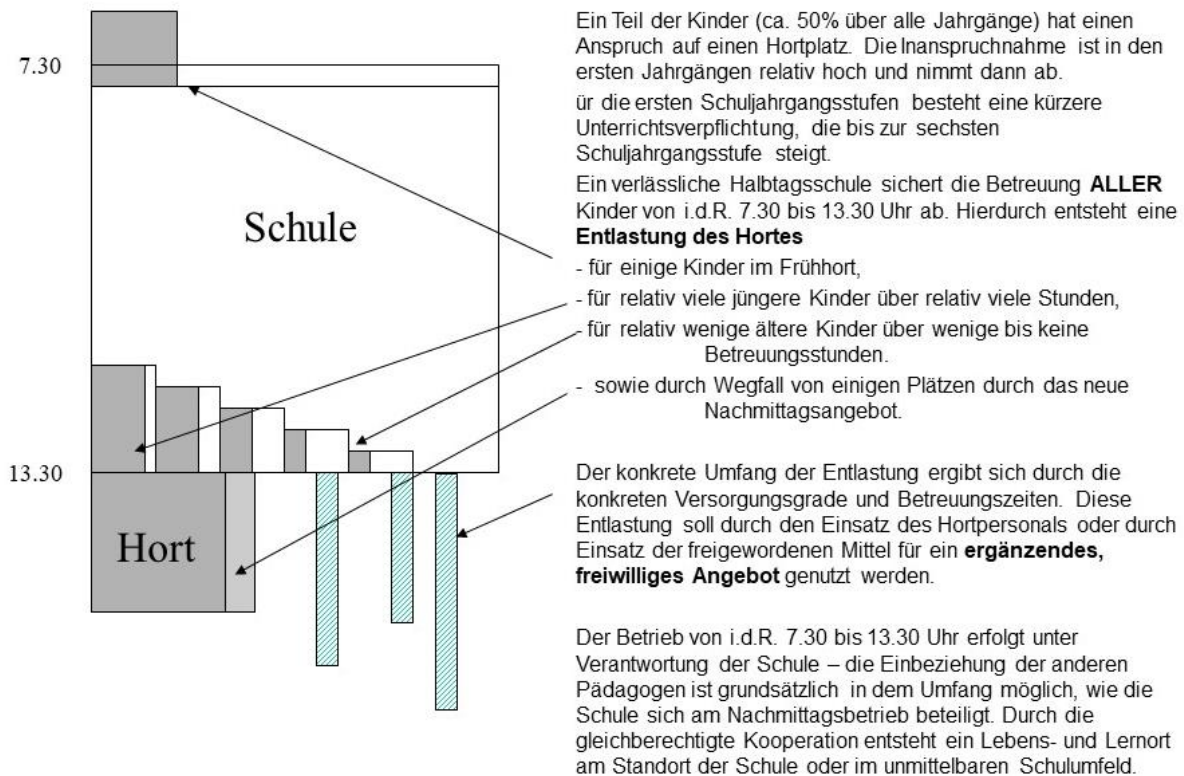 7.30
Schule
13.30
Hort
Ein Teil der Kinder (ca. 50% über alle Jahrgänge) hat einen
Anspruch auf einen Hortplatz. Die Inanspruchnahme ist in den
ersten Jahrgängen relativ hoch und nimmt dann ab.
ür die ersten Schuljahrgangsstufen besteht eine kürzere
Unterrichtsverpflichtung, die bis zur sechsten
Schuljahrgangsstufe steigt.
Ein verlässliche Halbtagsschule sichert die Betreuung ALLER
Kinder von i.d.R. 7.30 bis 13.30 Uhr ab. Hierdurch entsteht eine
Entlastung des Hortes
- für einige Kinder im Frühhort,
- für relativ viele jüngere Kinder über relativ viele Stunden,
- für relativ wenige ältere Kinder über wenige bis keine
Betreuungsstunden.
- sowie durch Wegfall von einigen Plätzen durch das neue
Nachmittagsangebot.
Der konkrete Umfang der Entlastung ergibt sich durch die
konkreten Versorgungsgrade und Betreuungszeiten. Diese
Entlastung soll durch den Einsatz des Hortpersonals oder durch
Einsatz der freigewordenen Mittel für ein ergänzendes,
freiwilliges Angebot genutzt werden.
Der Betrieb von i.d.R. 7.30 bis 13.30 Uhr erfolgt unter
Verantwortung der Schule – die Einbeziehung der anderen
Pädagogen ist grundsätzlich in dem Umfang möglich, wie die
Schule sich am Nachmittagsbetrieb beteiligt. Durch die
gleichberechtigte Kooperation entsteht ein Lebens- und Lernort
am Standort der Schule oder im unmittelbaren Schulumfeld.